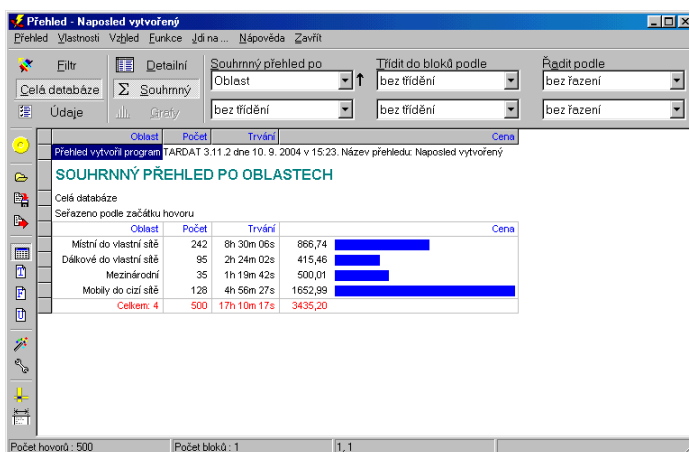 Přehled - Naposled vytvořený
Přehled Vlastnosti Vzhled Funkce Jdi na ... Nápověda Zavřít
Filtr Detailní Souhrnný přehled po Třídit do bloků podle Řadit podle
Celá databáze Σ Souhrnný Oblast bez třídění bez řazení
Údaje Grafy bez třídění bez třídění bez řazení
Oblast Počet Trvání Cena
Přehled vytvořil program TARDAT 3.11.2 dne 10. 9. 2004 v 15:23. Název přehledu: Naposled vytvořený
SOUHRNNÝ PŘEHLED PO OBLASTECH
Celá databáze
Seřazeno podle začátku hovoru
Oblast Počet Trvání Cena
Místní do vlastní sítě 242 8h 30m 06s 866,74
Dálkové do vlastní sítě 95 2h 24m 02s 415,46
Mezinárodní 35 1h 19m 42s 500,01
Mobily do cizí sítě 128 4h 56m 27s 1652,99
Celkem: 4 500 17h 10m 17s 3435,20
Počet hovorů : 500 Počet bloků : 1 1, 1